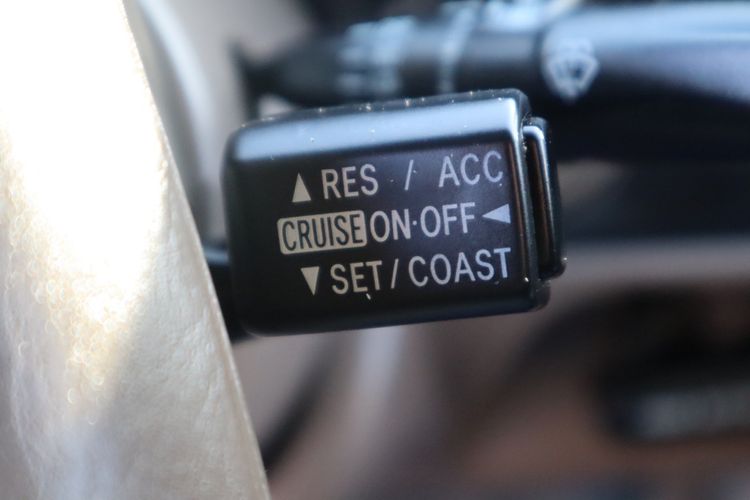 ▲ RES / ACC
CRUISE ON·OFF ◀
▼ SET / COAST